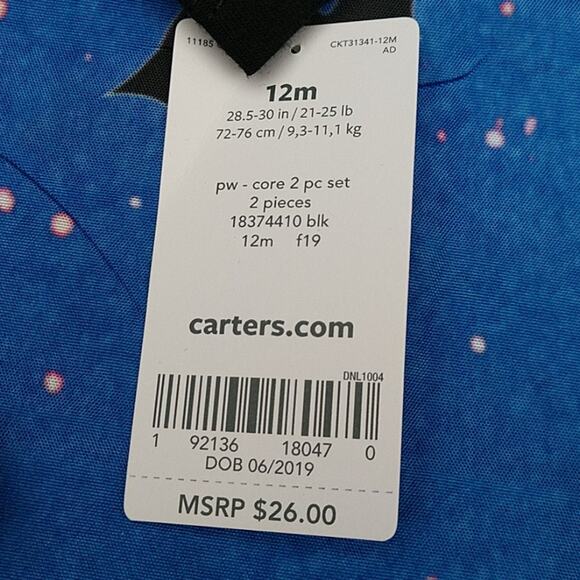 11185 CKT31341-12M
AD
12m
28.5-30 in / 21-25 lb
72-76 cm / 9,3-11,1 kg
pw - core 2 pc set
2 pieces
18374410 blk
12m f19
carters.com
DNL1004
1 92136 18047 0
DOB 06/2019
MSRP $26.00